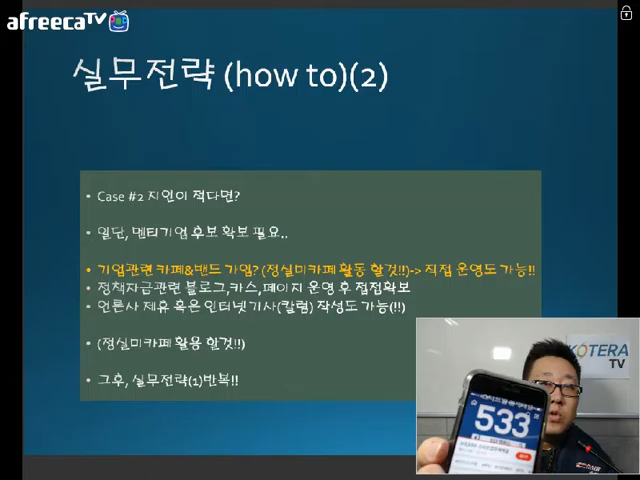 afreecaTV
실무전략 (how to)(2)
• Case #2 지인이 적다면?
• 일단, 멘티기업 후보 확보 필요..
• 기업관련 카페&밴드 가입? (정실미카페 활동 할것!!)-> 직접 운영도 가능!!
• 정책자금관련 블로그,카스,페이지 운영 후 접점확보
• 언론사 제휴 혹은 인터넷기사(칼럼) 작성도 가능(!!)
• (정실미카페 활용 할것!!)
• 그후, 실무전략(1)반복!!
KOTERA
TV
533